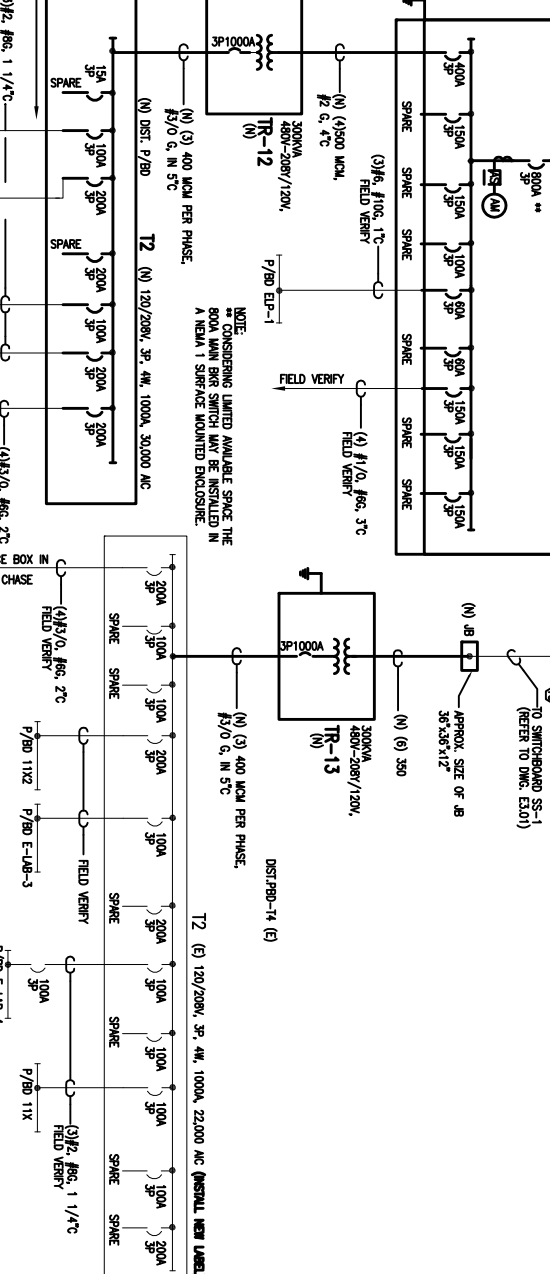 (3)#2, #8G, 1 1/4"C
15A
3P
SPARE
100A
3P
200A
3P
SPARE
200A
3P
100A
3P
200A
3P
200A
3P
(N) DIST. P/BD
T2 (N) 120/208V, 3P, 4W, 1000A, 30,000 AIC
(N) (3) 400 MCM PER PHASE,
#3/0 G, IN 5"C
3P1000A
300KVA
480V-208Y/120V,
TR-12
(N)
(N) (4)500 MCM,
#2 G, 4"C
400A
3P
150A
3P
SPARE
800A **
3P
AS
AM
150A
3P
SPARE
100A
3P
SPARE
60A
3P
60A
3P
SPARE
150A
3P
150A
3P
SPARE
150A
3P
SPARE
(3)#6, #10G, 1"C
FIELD VERIFY
P/BD ELP-1
FIELD VERIFY
(4) #1/0, #6G, 3"C
FIELD VERIFY
NOTE:
** CONSIDERING LIMITED AVAILABLE SPACE THE
800A MAIN BKR SWITCH MAY BE INSTALLED IN
A NEMA 1 SURFACE MOUNTED ENCLOSURE.
(4)#3/0, #6G, 2"C
BOX IN
CHASE
(4)#3/0, #6G, 2"C
FIELD VERIFY
TO SWITCHBOARD SS-1
(REFER TO DWG. E3.01)
(N) JB
APPROX. SIZE OF JB
36"x36"x12"
(N) (6) 350
3P1000A
300KVA
480V-208Y/120V,
TR-13
(N)
(N) (3) 400 MCM PER PHASE,
#3/0 G, IN 5"C
DIST.PBD-T4 (E)
T2 (E) 120/208V, 3P, 4W, 1000A, 22,000 AIC (INSTALL NEW LABEL
200A
3P
100A
3P
SPARE
100A
3P
SPARE
200A
3P
100A
3P
200A
3P
SPARE
100A
3P
100A
3P
SPARE
100A
3P
100A
3P
SPARE
200A
3P
SPARE
P/BD 11X2
P/BD E-LAB-3
FIELD VERIFY
100A
3P
P/BD 11X
(3)#2, #8G, 1 1/4"C
FIELD VERIFY